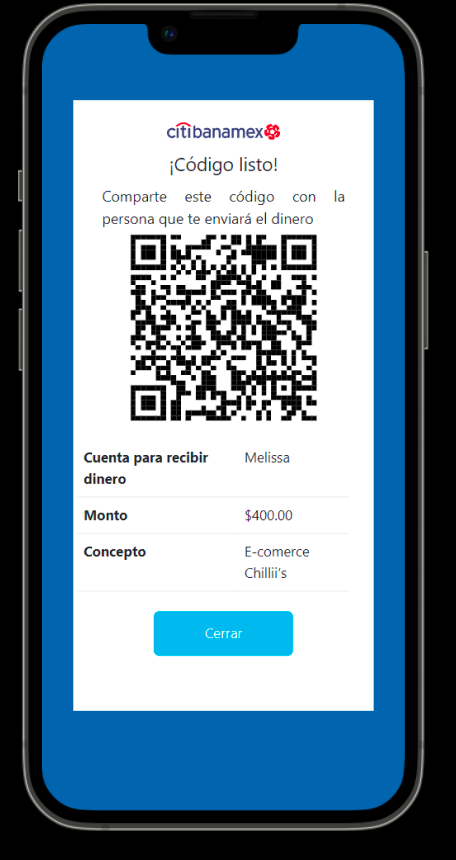 citibanamex
¡Código listo!
Comparte este código con la
persona que te enviará el dinero
Cuenta para recibir
dinero
Melissa
Monto
$400.00
Concepto
E-comerce
Chillii's
Cerrar